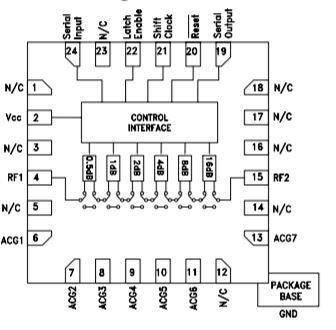 Serial Input
N/C
Latch Enable
Shift Clock
Reset
Serial Output
24
23
22
21
20
19
N/C 1
18 N/C
Vcc 2
17 N/C
CONTROL INTERFACE
N/C 3
16 N/C
0.5dB
1dB
2dB
4dB
8dB
16dB
RF1 4
15 RF2
N/C 5
14 N/C
ACG1 6
13 ACG7
7
8
9
10
11
12
ACG2
ACG3
ACG4
ACG5
ACG6
N/C
PACKAGE BASE
GND